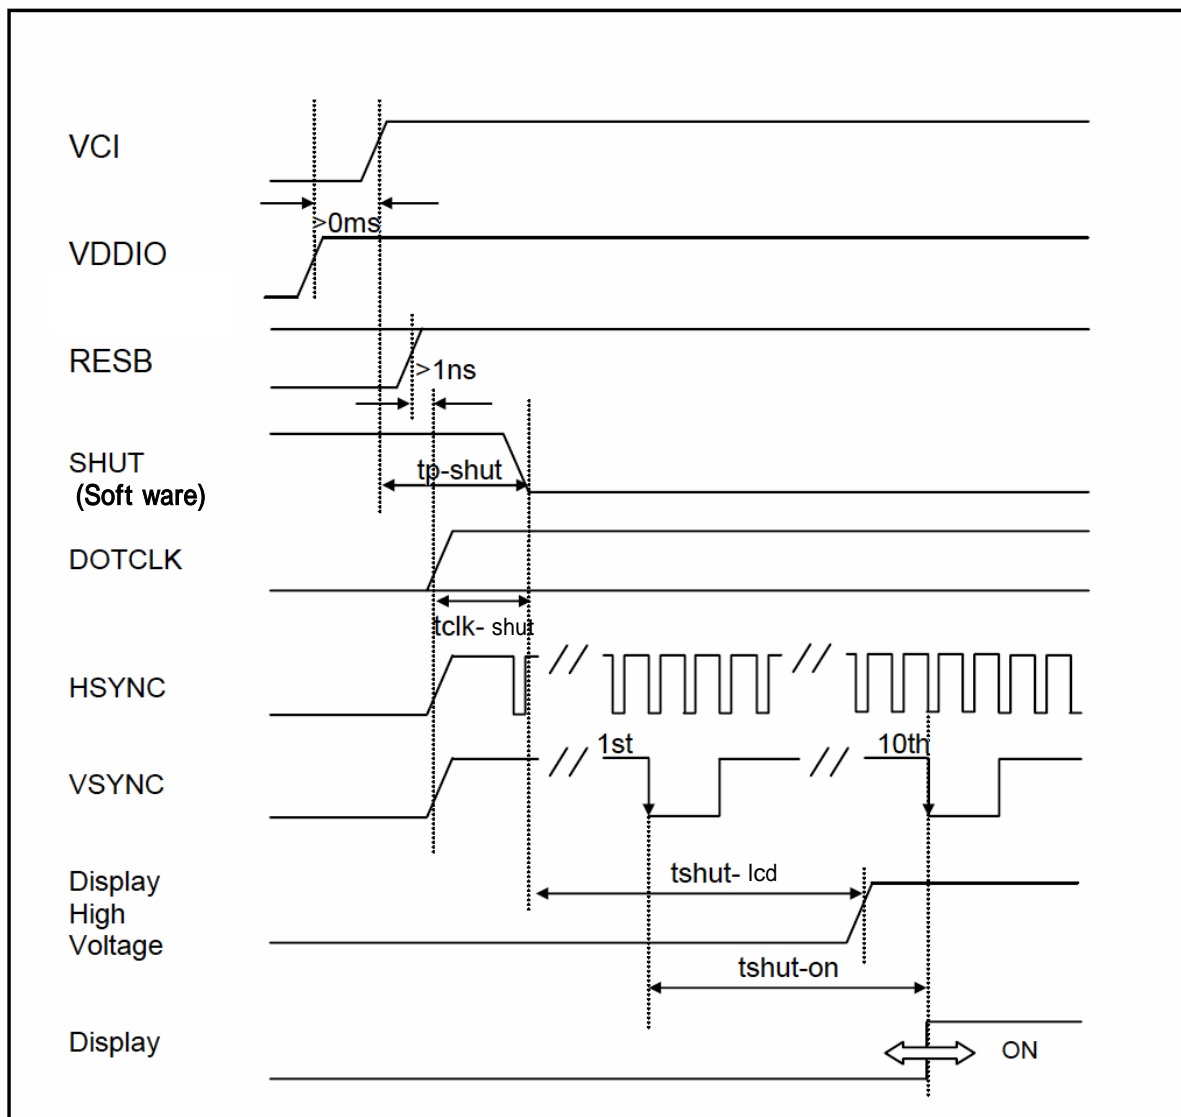 VCI
>0ms
VDDIO
RESB
>1ns
SHUT
(Soft ware)
tp-shut
DOTCLK
tclk- shut
HSYNC
1st
10th
VSYNC
Display
High
Voltage
tshut- lcd
tshut-on
Display
ON